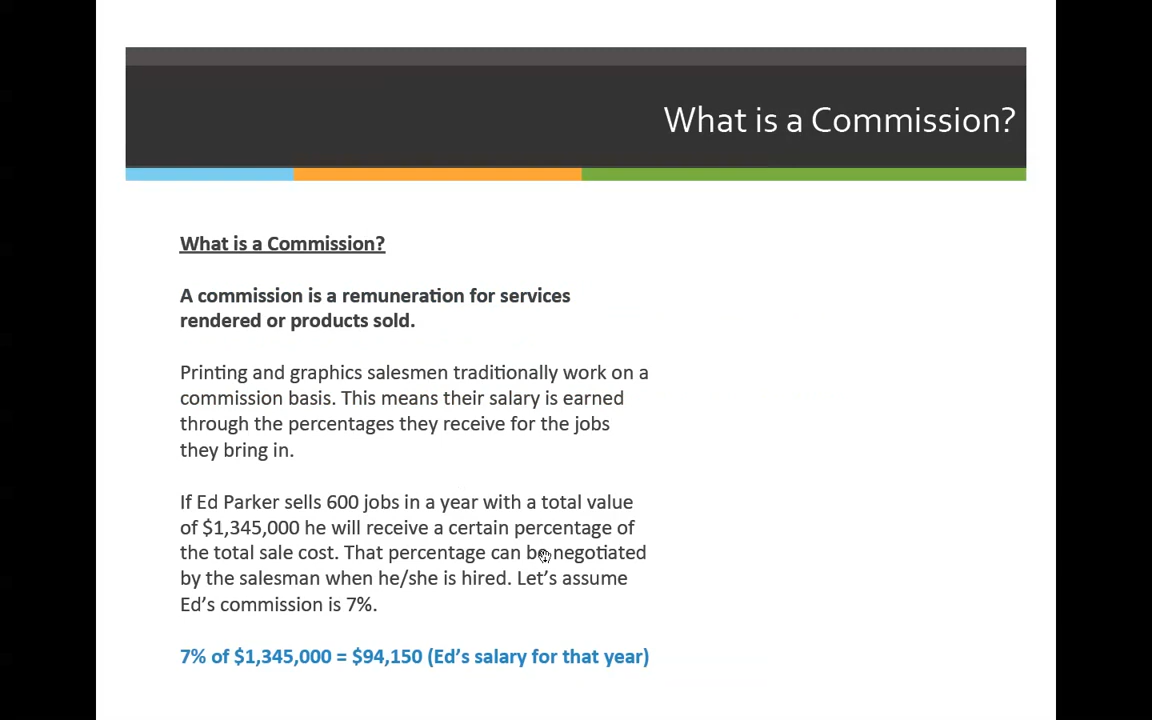 What is a Commission?
What is a Commission?
A commission is a remuneration for services
rendered or products sold.
Printing and graphics salesmen traditionally work on a
commission basis. This means their salary is earned
through the percentages they receive for the jobs
they bring in.
If Ed Parker sells 600 jobs in a year with a total value
of $1,345,000 he will receive a certain percentage of
the total sale cost. That percentage can be negotiated
by the salesman when he/she is hired. Let’s assume
Ed’s commission is 7%.
7% of $1,345,000 = $94,150 (Ed’s salary for that year)